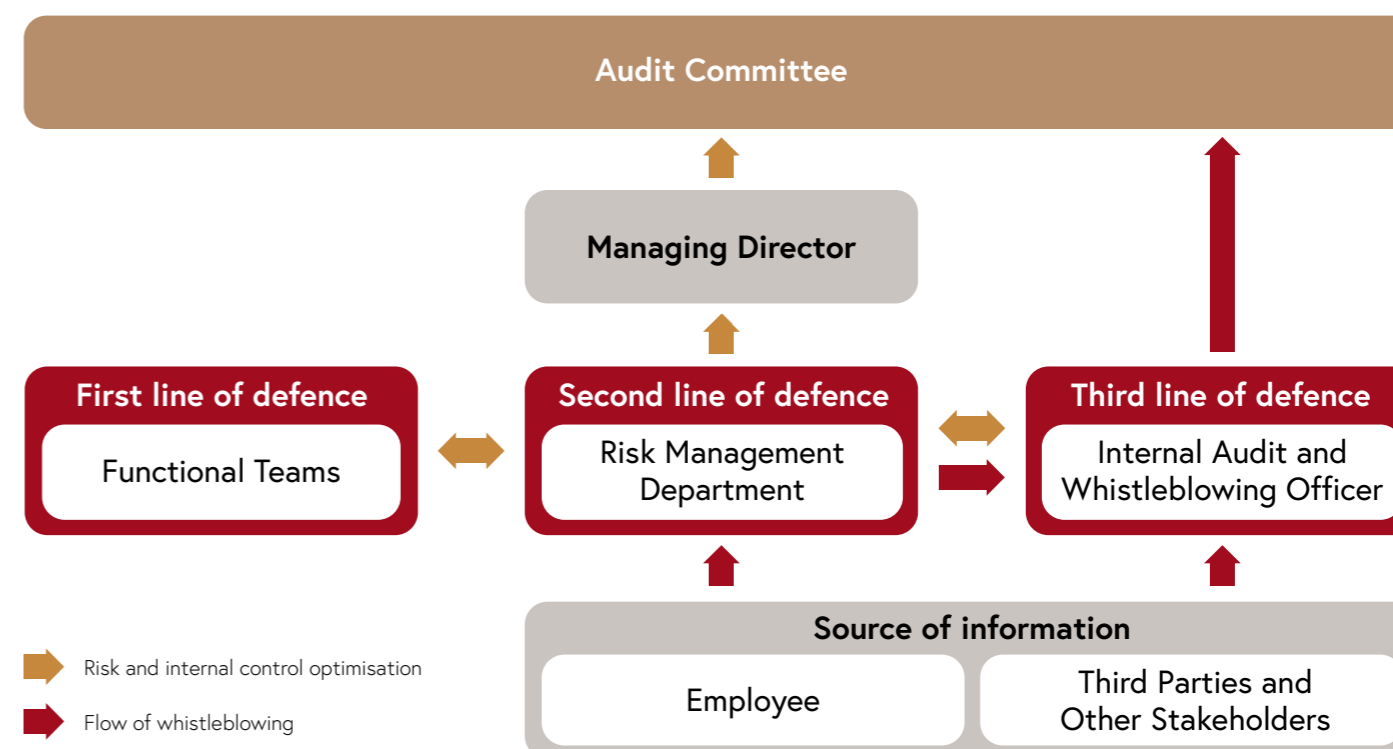 Audit Committee
Managing Director
First line of defence
Functional Teams
Second line of defence
Risk Management
Department
Third line of defence
Internal Audit and
Whistleblowing Officer
Source of information
Employee
Third Parties and
Other Stakeholders
Risk and internal control optimisation
Flow of whistleblowing